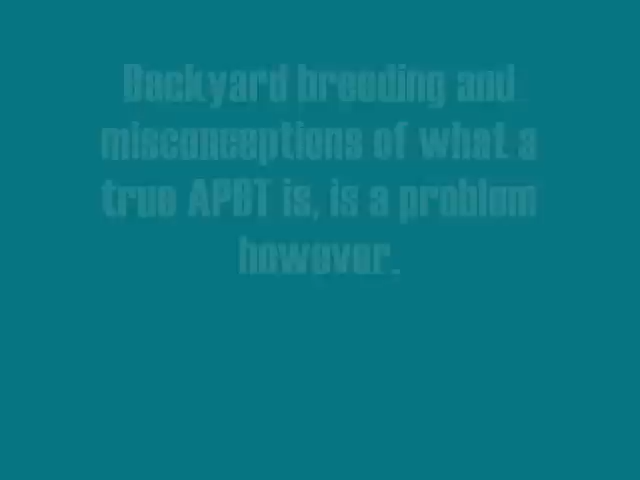 Backyard breeding and
misconceptions of what a
true APBT is, is a problem
however.